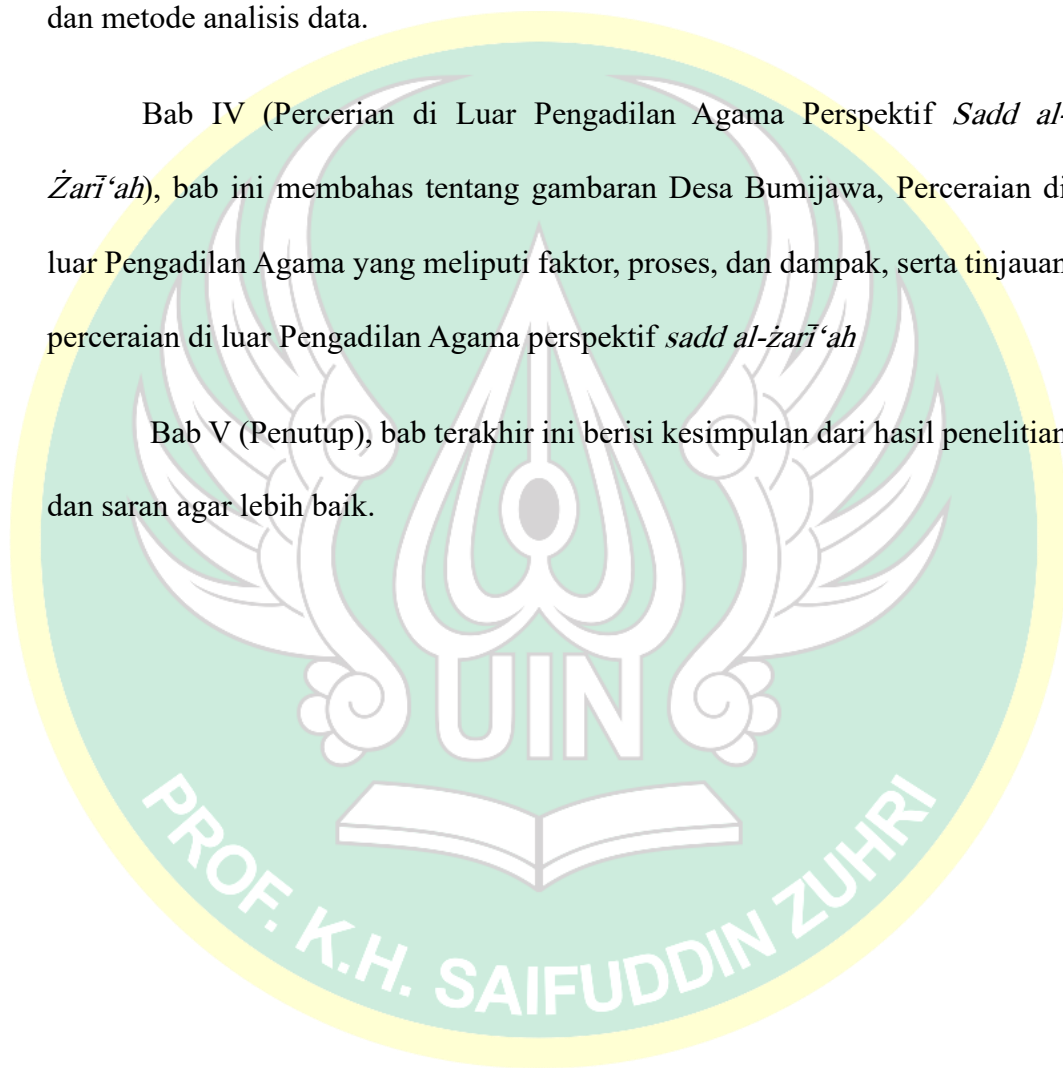 dan metode analisis data.
Bab IV (Percerian di Luar Pengadilan Agama Perspektif Sadd al-
Żarī‘ah), bab ini membahas tentang gambaran Desa Bumijawa, Perceraian di
luar Pengadilan Agama yang meliputi faktor, proses, dan dampak, serta tinjauan
perceraian di luar Pengadilan Agama perspektif sadd al-żarī‘ah
Bab V (Penutup), bab terakhir ini berisi kesimpulan dari hasil penelitian
dan saran agar lebih baik.
UIN
PROF. K.H. SAIFUDDIN ZUHRI